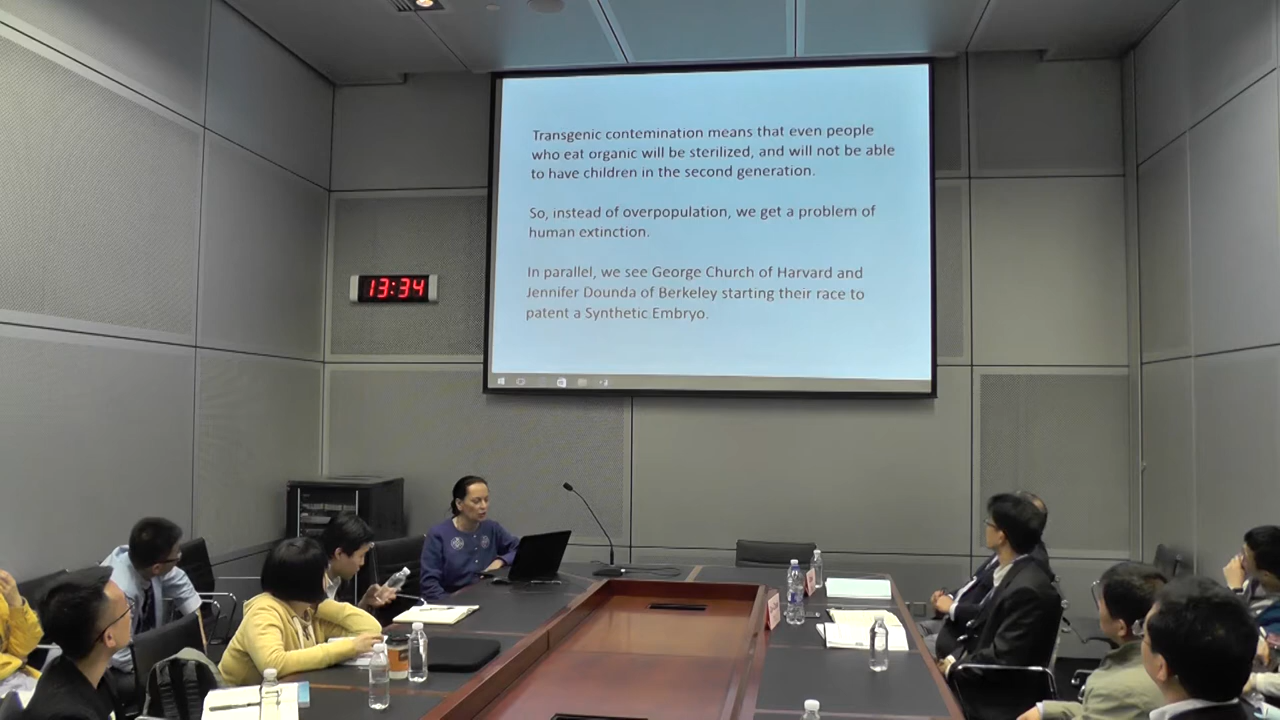 Transgenic contemination means that even people
who eat organic will be sterilized, and will not be able
to have children in the second generation.
So, instead of overpopulation, we get a problem of
human extinction.
In parallel, we see George Church of Harvard and
Jennifer Dounda of Berkeley starting their race to
patent a Synthetic Embryo.
13:34